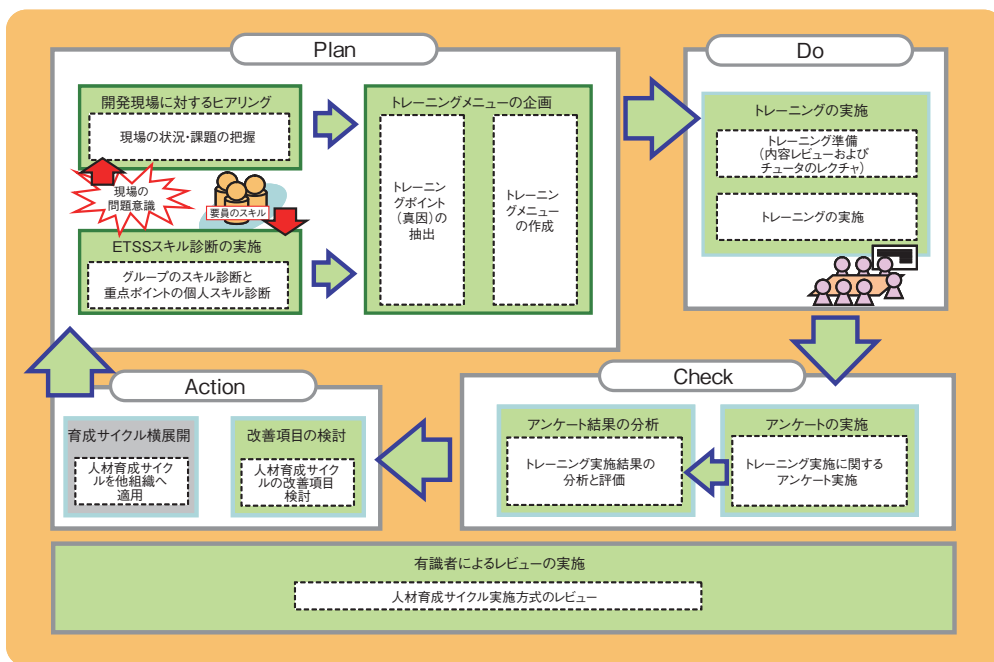 Plan
開発現場に対するヒアリング
現場の状況・課題の把握
現場の
問題意識
要員のスキル
ETSSスキル診断の実施
グループのスキル診断と
重点ポイントの個人スキル診断
トレーニングメニューの企画
トレーニン
グポイント
(真因)の
抽出
トレーニン
グメニュー
の作成
Do
トレーニングの実施
トレーニング準備
(内容レビューおよび
チュータのレクチャ)
トレーニングの実施
Check
アンケートの実施
トレーニング実施に関する
アンケート実施
アンケート結果の分析
トレーニング実施結果の
分析と評価
Action
改善項目の検討
人材育成サイク
ルの改善項目
検討
育成サイクル横展開
人材育成サイク
ルを他組織へ
適用
有識者によるレビューの実施
人材育成サイクル実施方式のレビュー